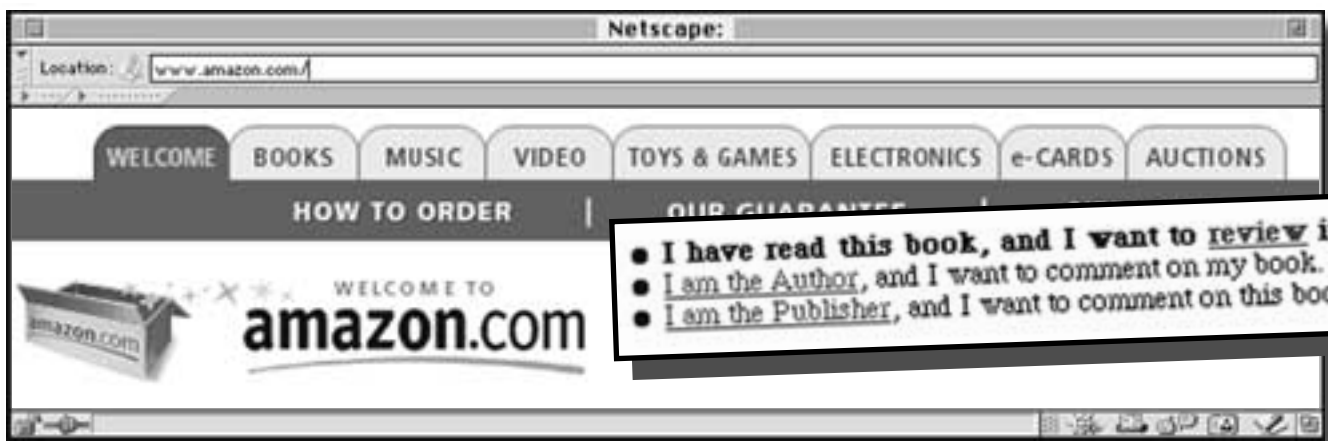 Netscape:
Location: www.amazon.com/
WELCOME BOOKS MUSIC VIDEO TOYS & GAMES ELECTRONICS e-CARDS AUCTIONS
HOW TO ORDER | OUR GUARANTEE |
• I have read this book, and I want to review
• I am the Author, and I want to comment on my book.
• I am the Publisher, and I want to comment on this
amazon.com
WELCOME TO
amazon.com